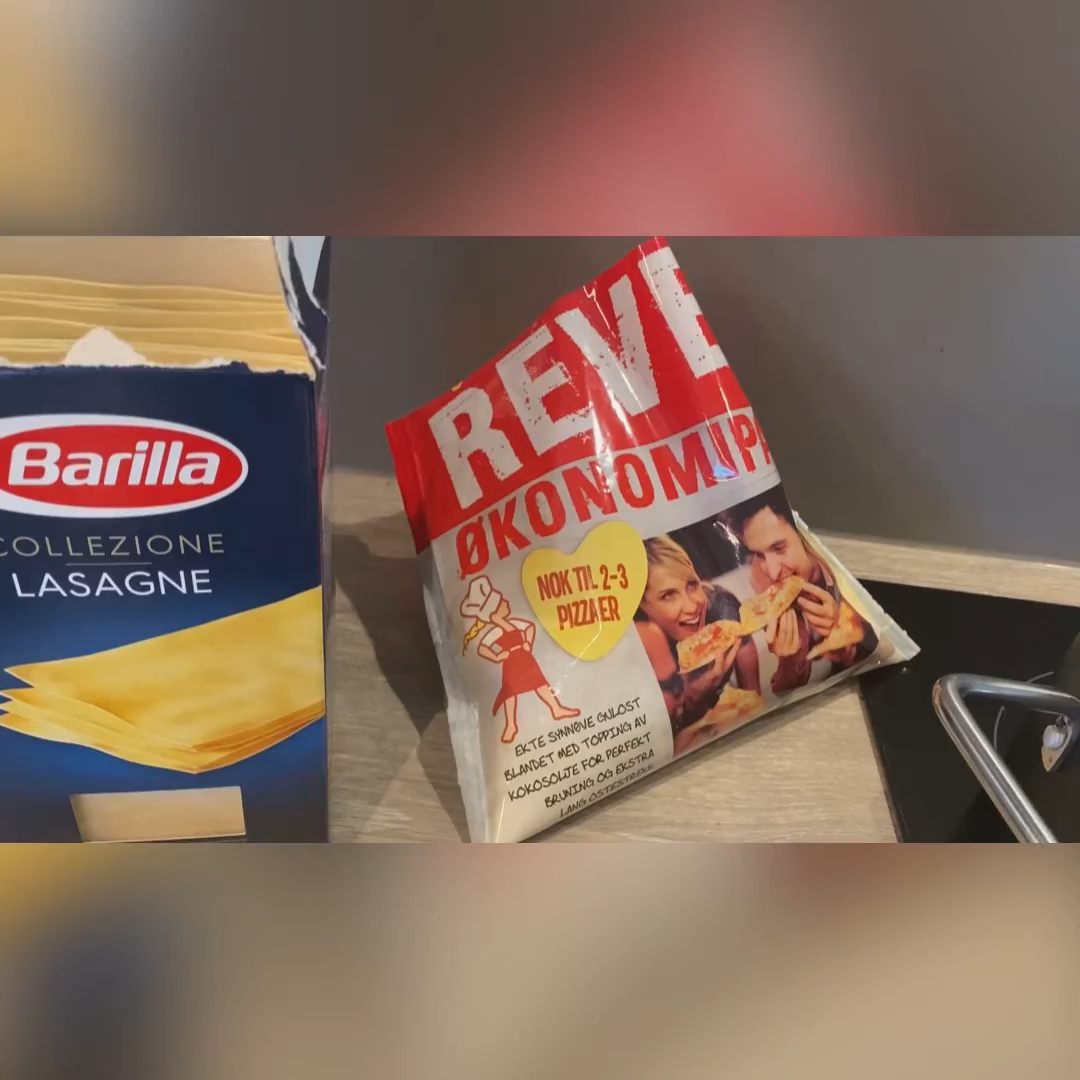 Barilla
COLLEZIONE
LASAGNE
REVE
ØKONOMIPA
NOK TIL 2-3
PIZZAER
EKTE SYNNØVE GULOST
BLANDET MED TOPPING AV
KOKOSOLJE FOR PERFEKT
BRUNING OG EKSTRA
LANG OSTESTREKK